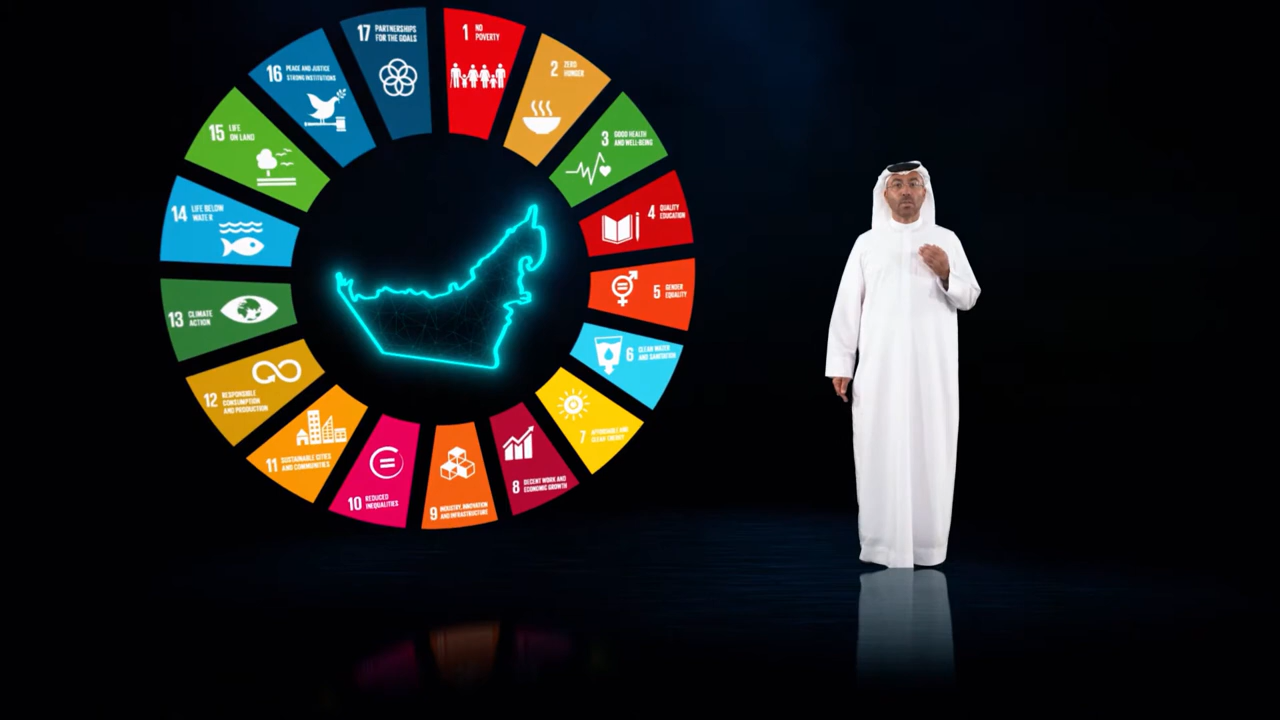 1 NO
POVERTY
2 ZERO
HUNGER
3 GOOD HEALTH
AND WELL-BEING
4 QUALITY
EDUCATION
5 GENDER
EQUALITY
6 CLEAN WATER
AND SANITATION
7 AFFORDABLE AND
CLEAN ENERGY
8 DECENT WORK AND
ECONOMIC GROWTH
9 INDUSTRY, INNOVATION
AND INFRASTRUCTURE
10 REDUCED
INEQUALITIES
11 SUSTAINABLE CITIES
AND COMMUNITIES
12 RESPONSIBLE
CONSUMPTION
AND PRODUCTION
13 CLIMATE
ACTION
14 LIFE BELOW
WATER
15 LIFE
ON LAND
16 PEACE AND JUSTICE
STRONG INSTITUTIONS
17 PARTNERSHIPS
FOR THE GOALS